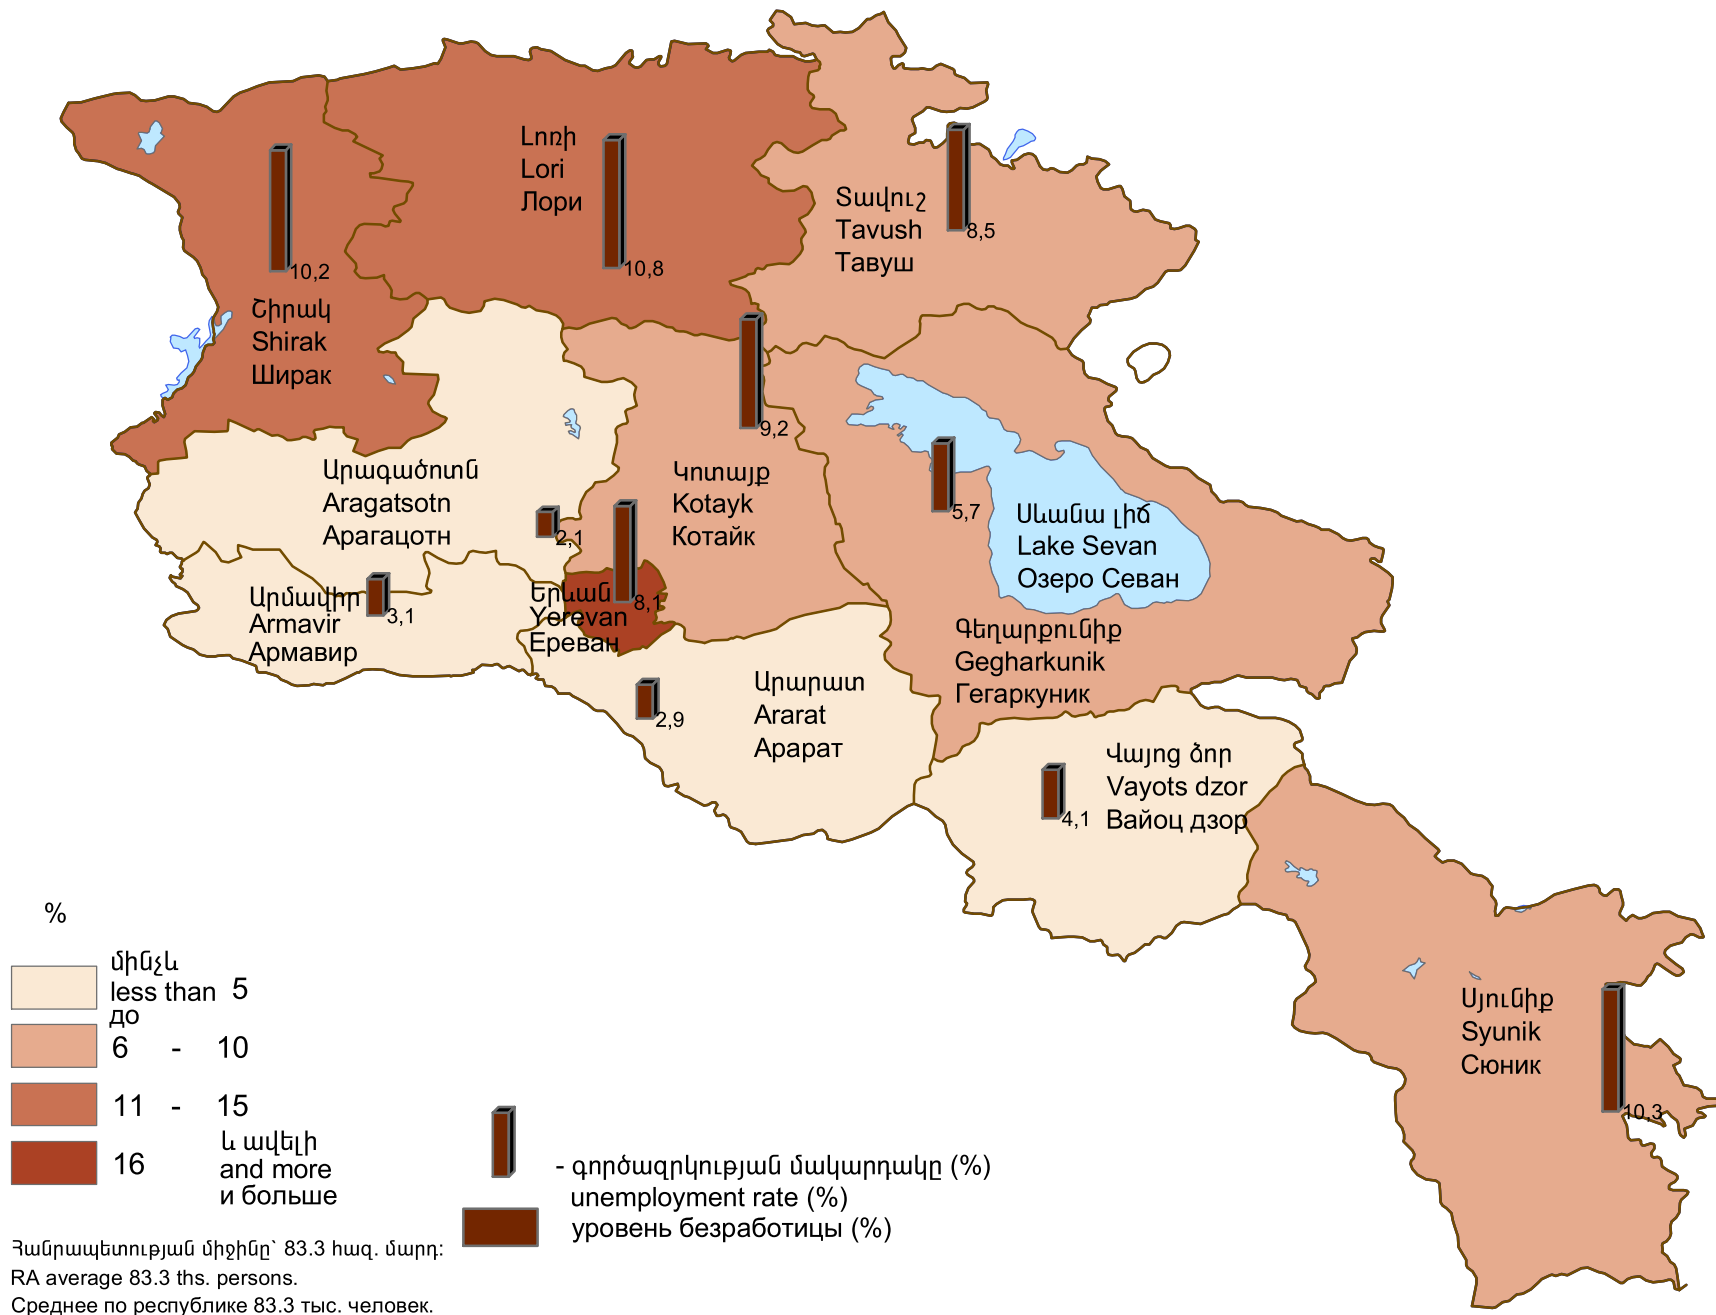 Լոռի
Lori
Лори
10,8
10,2
Շիրակ
Shirak
Ширак
Տավուշ
Tavush
Тавуш
8,5
9,2
Արագածոտն
Aragatsotn
Арагацотн
2,1
Կոտայք
Kotayk
Котайк
5,7
Սևանա լիճ
Lake Sevan
Озеро Севан
Արմավիր
Armavir
Армавир
3,1
Երևան
Yerevan
Ереван
8,1
Գեղարքունիք
Gegharkunik
Гегаркуник
Արարատ
Ararat
Арарат
2,9
Վայոց ձոր
Vayots dzor
Вайоц дзор
4,1
Սյունիք
Syunik
Сюник
10,3
%
մինչև
less than 5
до
6 - 10
11 - 15
16 և ավելի
and more
и больше
- գործազրկության մակարդակը (%)
unemployment rate (%)
уровень безработицы (%)
Հանրապետության միջինը` 83.3 հազ. մարդ:
RA average 83.3 ths. persons.
Среднее по республике 83.3 тыс. человек.